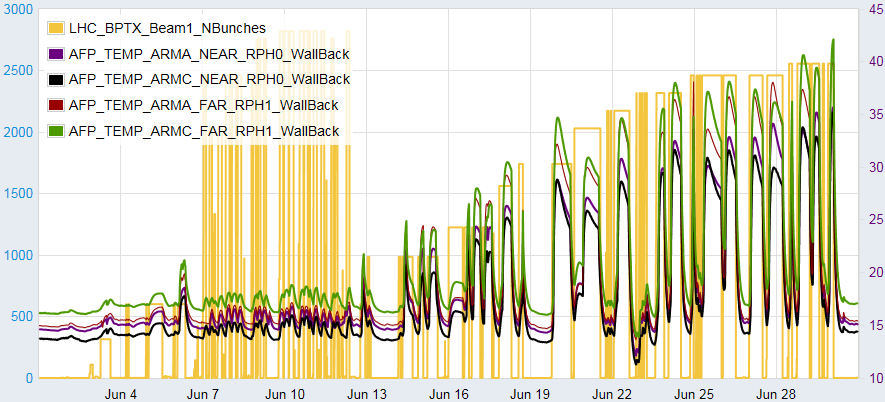 3000
2500
2000
1500
1000
500
0
LHC_BPTX_Beam1_NBunches
AFP_TEMP_ARMA_NEAR_RPH0_WallBack
AFP_TEMP_ARMC_NEAR_RPH0_WallBack
AFP_TEMP_ARMA_FAR_RPH1_WallBack
AFP_TEMP_ARMC_FAR_RPH1_WallBack
45
40
35
30
25
20
15
10
Jun 4 Jun 7 Jun 10 Jun 13 Jun 16 Jun 19 Jun 22 Jun 25 Jun 28